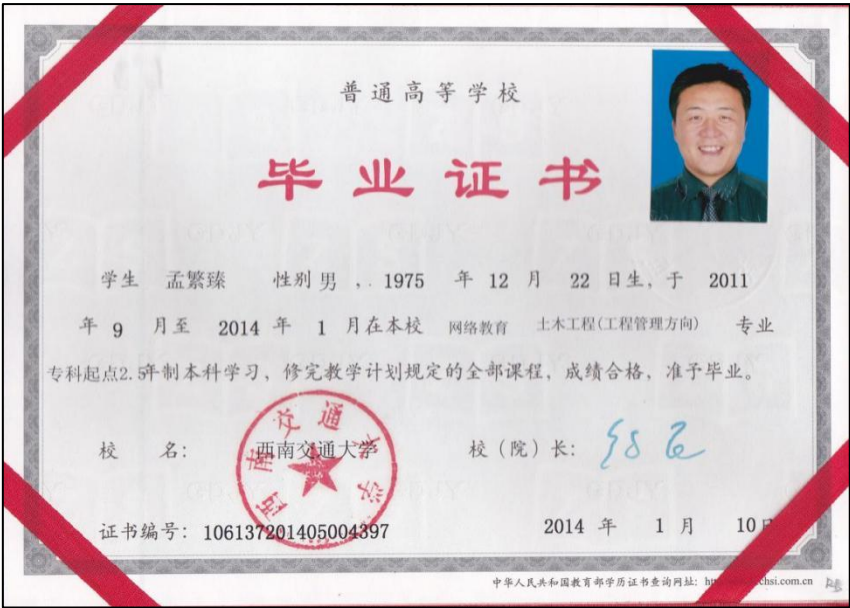 普通高等学校
毕业证书
学生 孟繁臻 性别 男 ，1975 年 12 月 22 日生，于 2011
年 9 月至 2014 年 1 月在本校 网络教育 土木工程(工程管理方向) 专业
专科起点2.5年制本科学习，修完教学计划规定的全部课程，成绩合格，准予毕业。
校 名： 西南交通大学 校（院）长：
西南交通大学
证书编号：106137201405004397 2014 年 1 月 10日
中华人民共和国教育部学历证书查询网址： chsi.com.cn